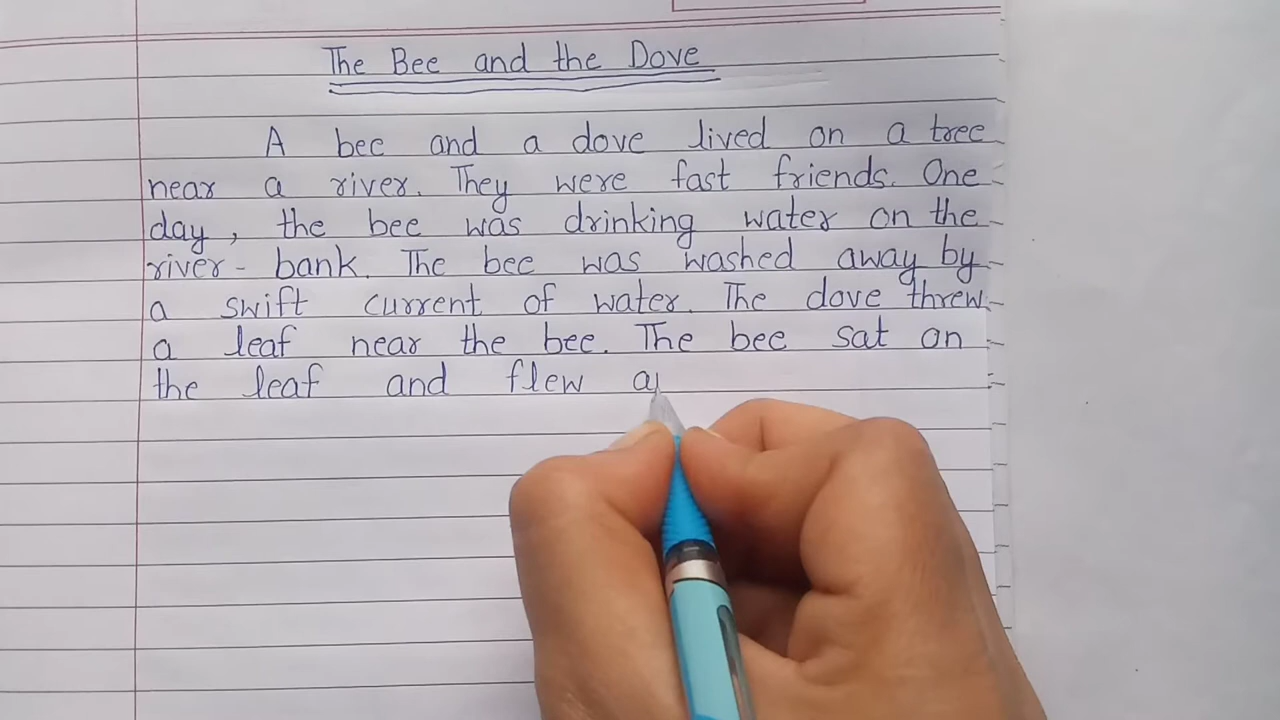 The Bee and the Dove
A bee and a dove lived on a tree
near a river. They were fast friends. One
day, the bee was drinking water on the
river-bank. The bee was washed away by
a swift current of water. The dove threw
a leaf near the bee. The bee sat on
the leaf and flew